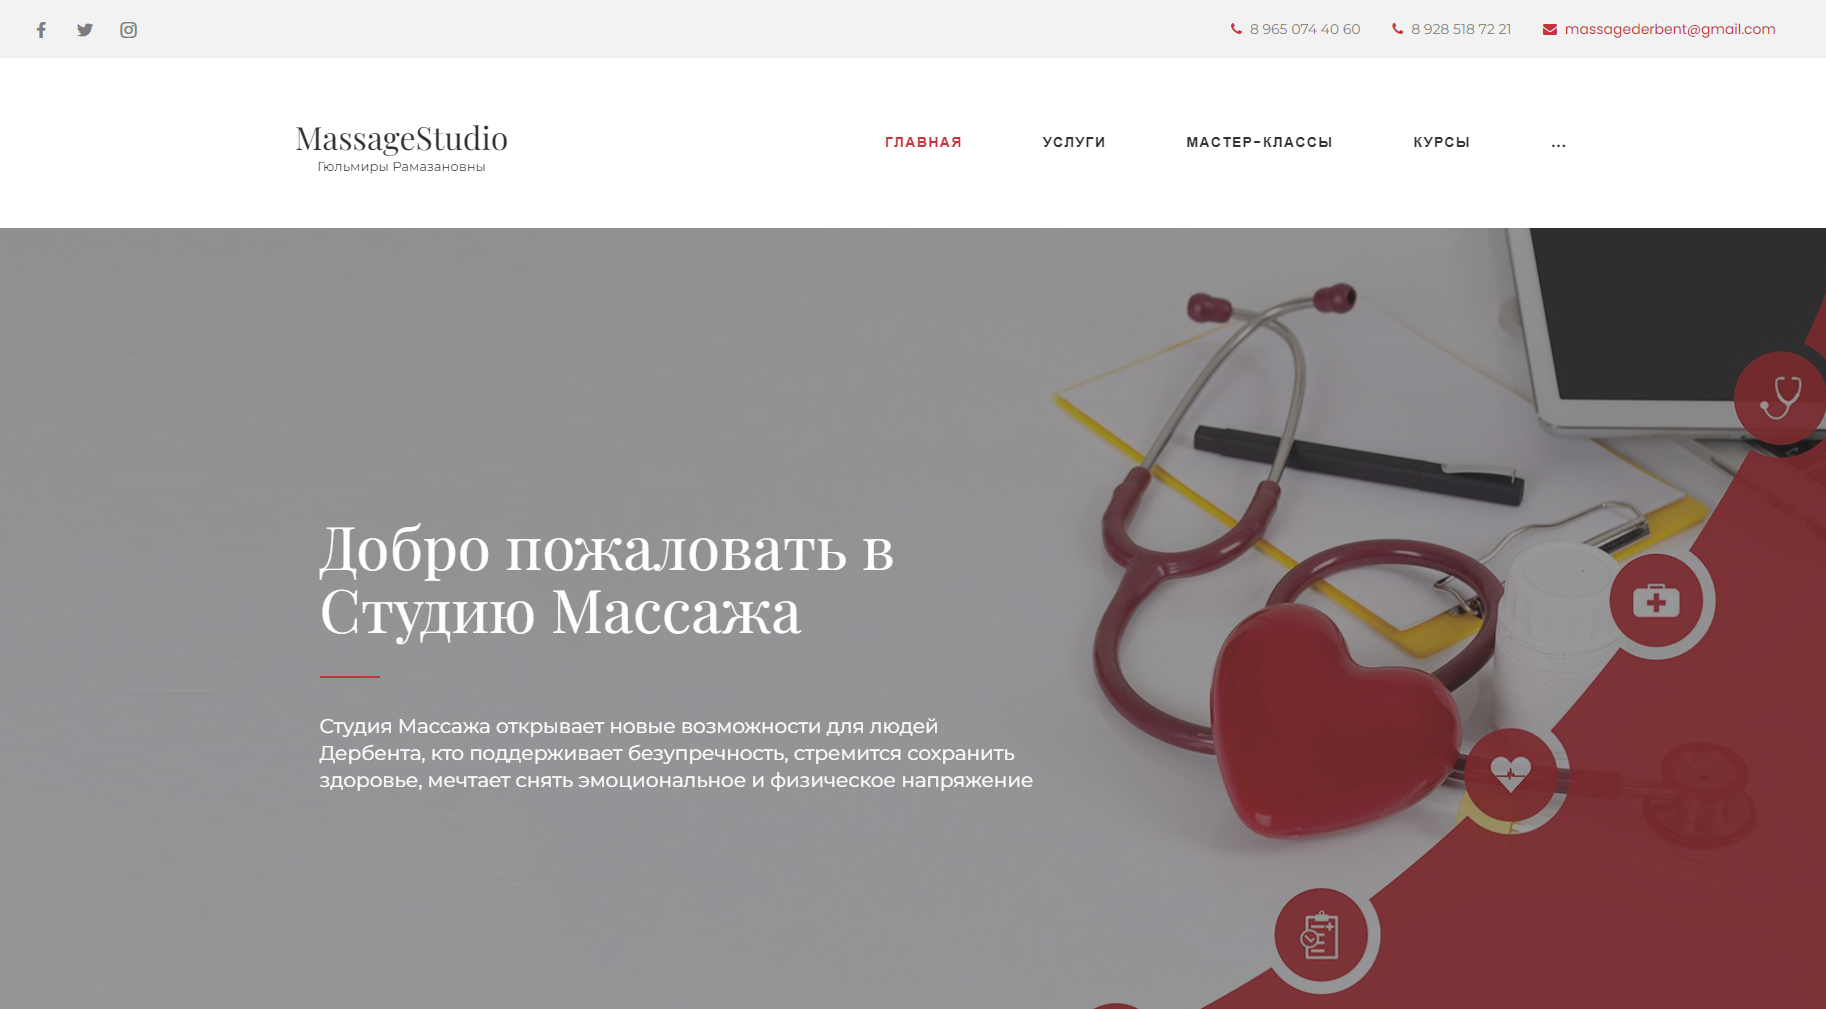 8 965 074 40 60
8 928 518 72 21
massagederbent@gmail.com
MassageStudio
Гюльмиры Рамазановны
ГЛАВНАЯ
УСЛУГИ
МАСТЕР-КЛАССЫ
КУРСЫ
...
Добро пожаловать в
Студию Массажа
Студия Массажа открывает новые возможности для людей
Дербента, кто поддерживает безупречность, стремится сохранить
здоровье, мечтает снять эмоциональное и физическое напряжение